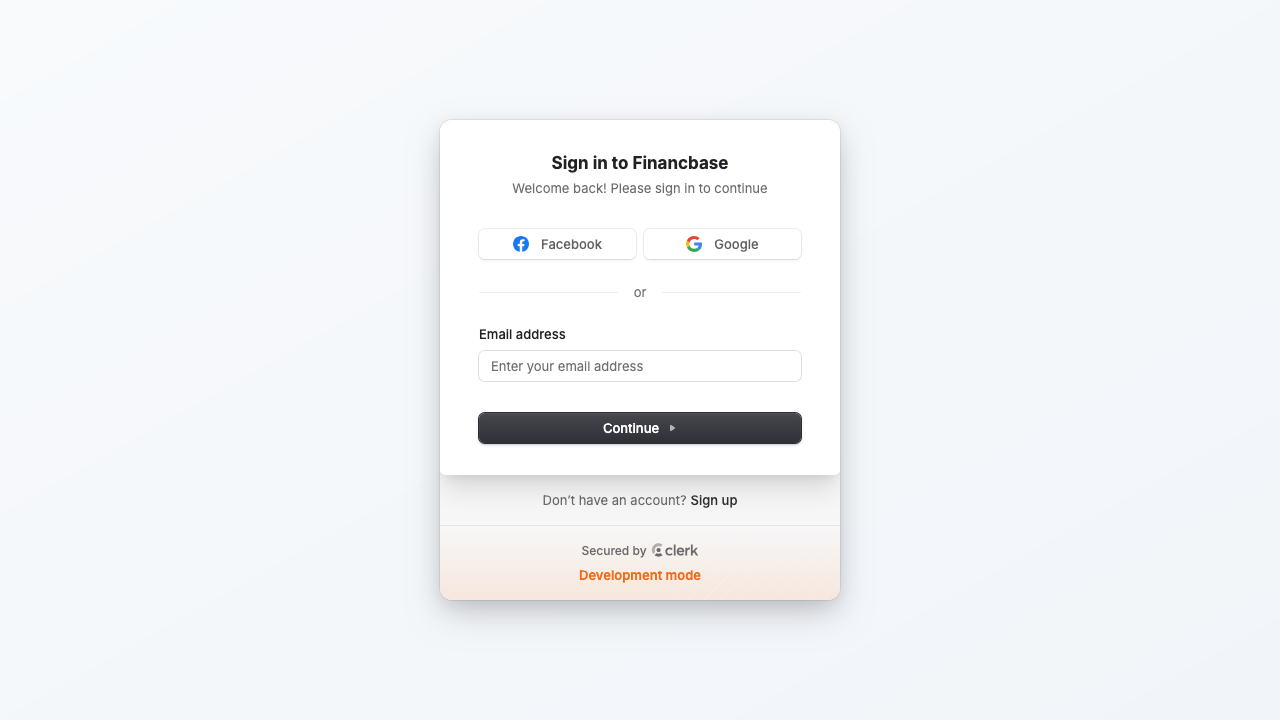 Sign in to Financbase
Welcome back! Please sign in to continue
Facebook
Google
or
Email address
Enter your email address
Continue
Don’t have an account? Sign up
Secured by clerk
Development mode